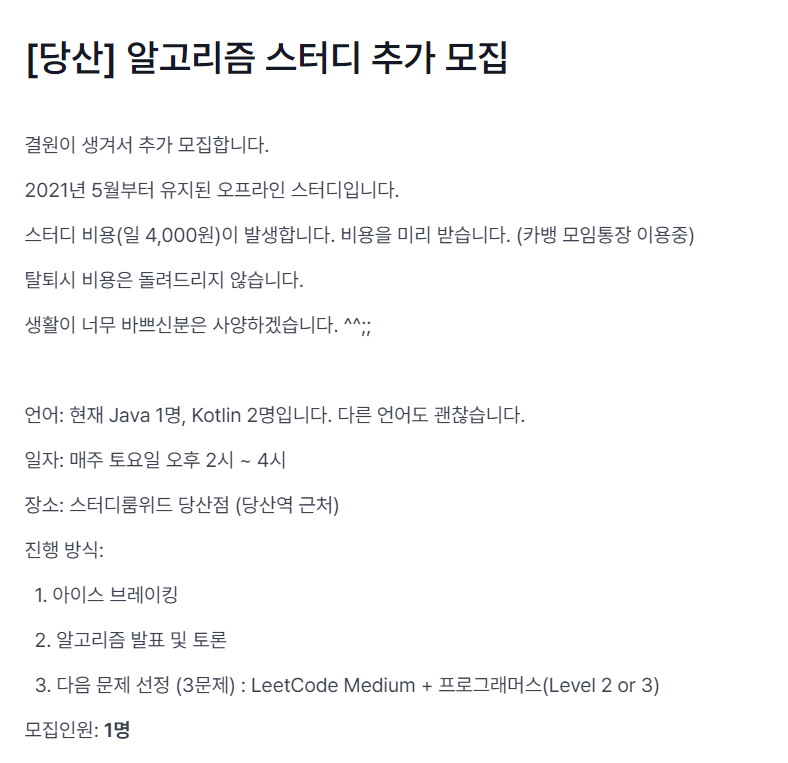 [당산] 알고리즘 스터디 추가 모집
결원이 생겨서 추가 모집합니다.
2021년 5월부터 유지된 오프라인 스터디입니다.
스터디 비용(일 4,000원)이 발생합니다. 비용을 미리 받습니다. (카뱅 모임통장 이용중)
탈퇴시 비용은 돌려드리지 않습니다.
생활이 너무 바쁘신분은 사양하겠습니다. ^^;;
언어: 현재 Java 1명, Kotlin 2명입니다. 다른 언어도 괜찮습니다.
일자: 매주 토요일 오후 2시 ~ 4시
장소: 스터디룸위드 당산점 (당산역 근처)
진행 방식:
1. 아이스 브레이킹
2. 알고리즘 발표 및 토론
3. 다음 문제 선정 (3문제) : LeetCode Medium + 프로그래머스(Level 2 or 3)
모집인원: 1명